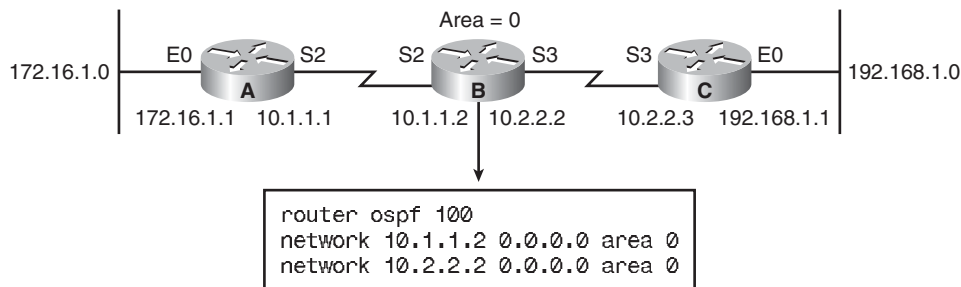 Area = 0
E0 S2 S2 S3 S3 E0
172.16.1.0 192.168.1.0
A B C
172.16.1.1 10.1.1.1 10.1.1.2 10.2.2.2 10.2.2.3 192.168.1.1
router ospf 100
network 10.1.1.2 0.0.0.0 area 0
network 10.2.2.2 0.0.0.0 area 0